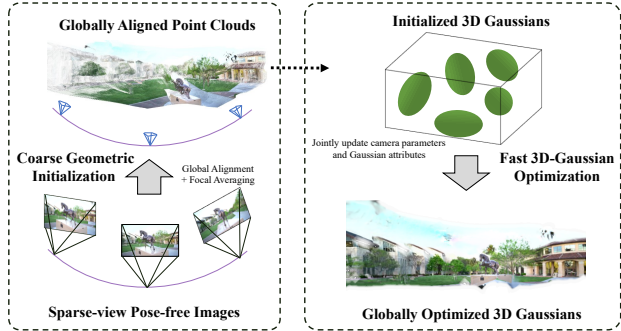 Globally Aligned Point Clouds
Coarse Geometric
Initialization
Global Alignment
+ Focal Averaging
Sparse-view Pose-free Images
Initialized 3D Gaussians
Jointly update camera parameters
and Gaussian attributes
Fast 3D-Gaussian
Optimization
Globally Optimized 3D Gaussians